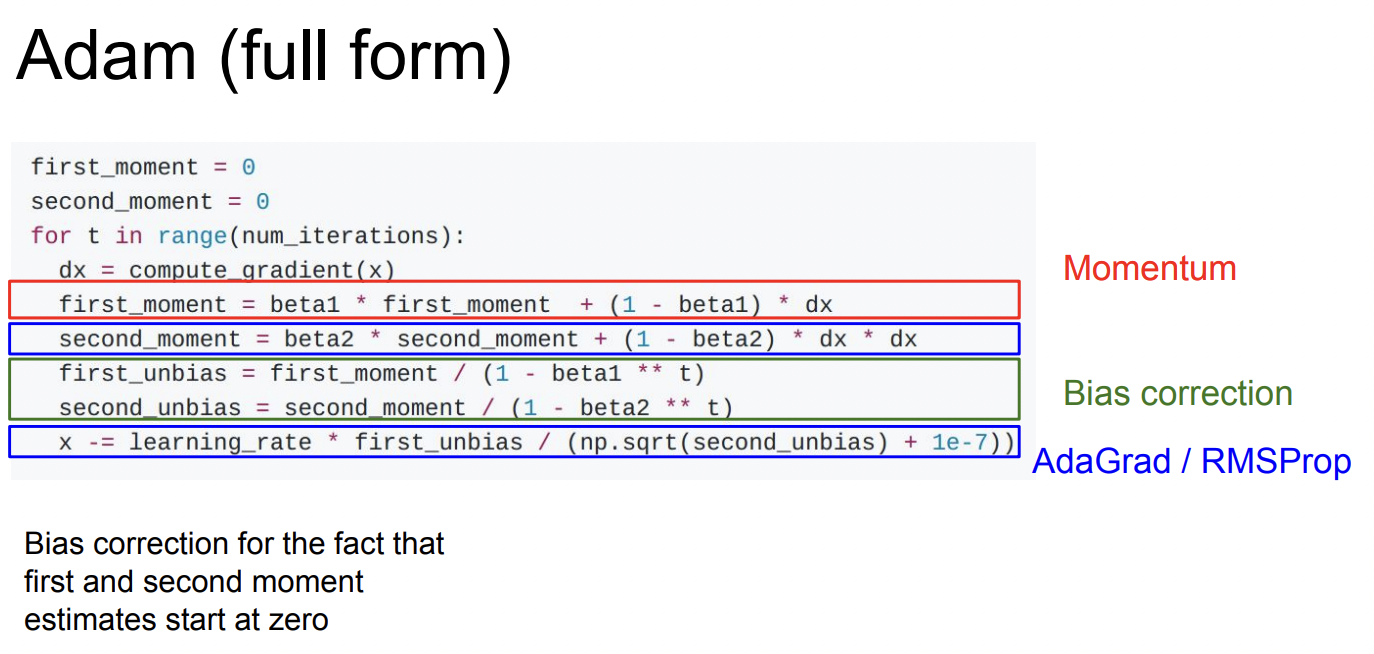 Adam (full form)
first_moment = 0
second_moment = 0
for t in range(num_iterations):
dx = compute_gradient(x)
first_moment = beta1 * first_moment + (1 - beta1) * dx
second_moment = beta2 * second_moment + (1 - beta2) * dx * dx
first_unbias = first_moment / (1 - beta1 ** t)
second_unbias = second_moment / (1 - beta2 ** t)
x -= learning_rate * first_unbias / (np.sqrt(second_unbias) + 1e-7))
Momentum
Bias correction
AdaGrad / RMSProp
Bias correction for the fact that
first and second moment
estimates start at zero